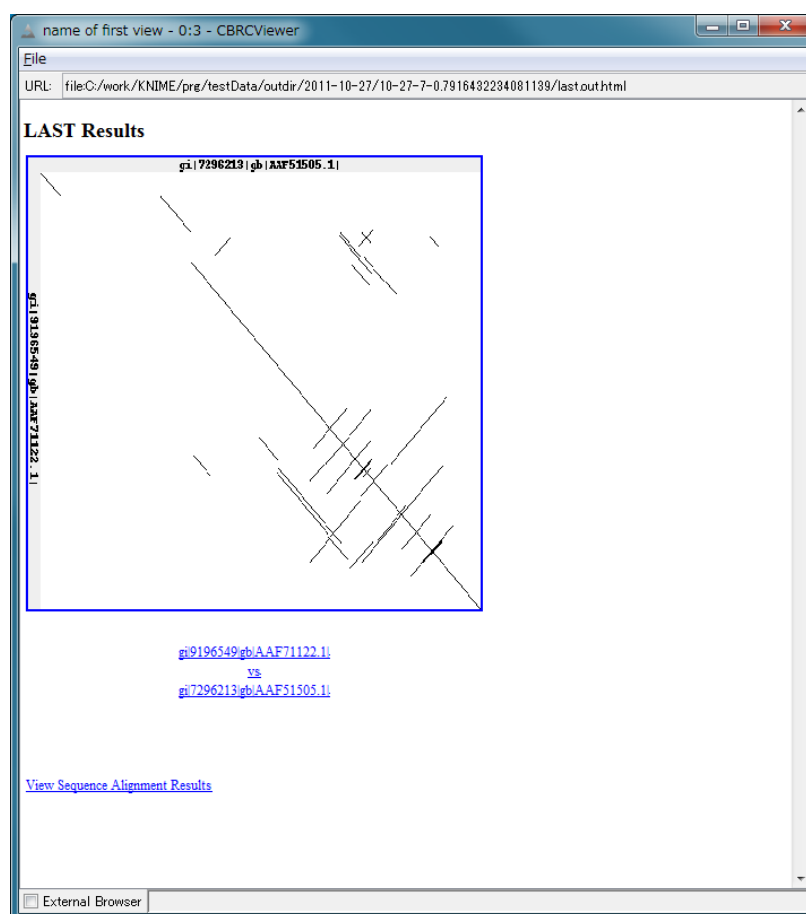 name of first view - 0:3 - CBRCViewer
File
URL: file:C:/work/KNIME/prg/testData/outdir/2011-10-27/10-27-7-0.7916432234081139/last.out.html
LAST Results
gi|7296213|gb|AAF51505.1|
gi|9196549|gb|AAF71122.1|
gi|9196549|gb|AAF71122.1|
vs.
gi|7296213|gb|AAF51505.1|
View Sequence Alignment Results
External Browser